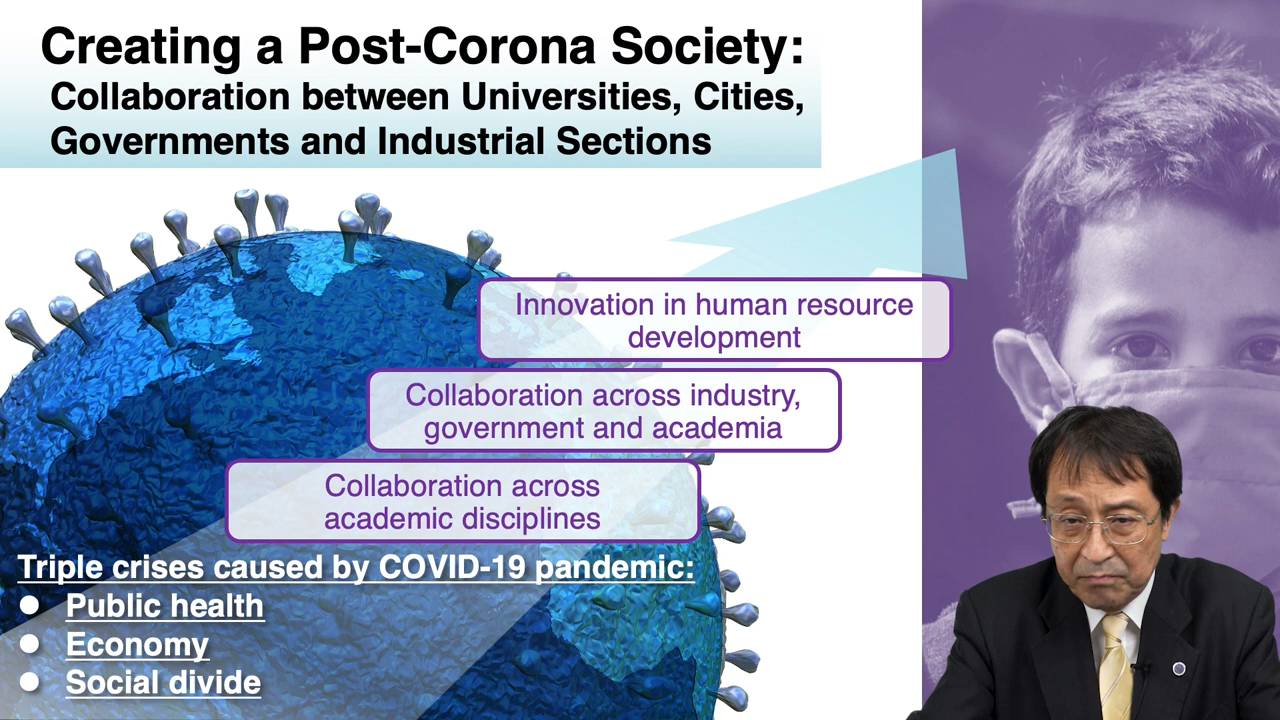 Creating a Post-Corona Society:
Collaboration between Universities, Cities,
Governments and Industrial Sections
Innovation in human resource
development
Collaboration across industry,
government and academia
Collaboration across
academic disciplines
Triple crises caused by COVID-19 pandemic:
● Public health
● Economy
● Social divide